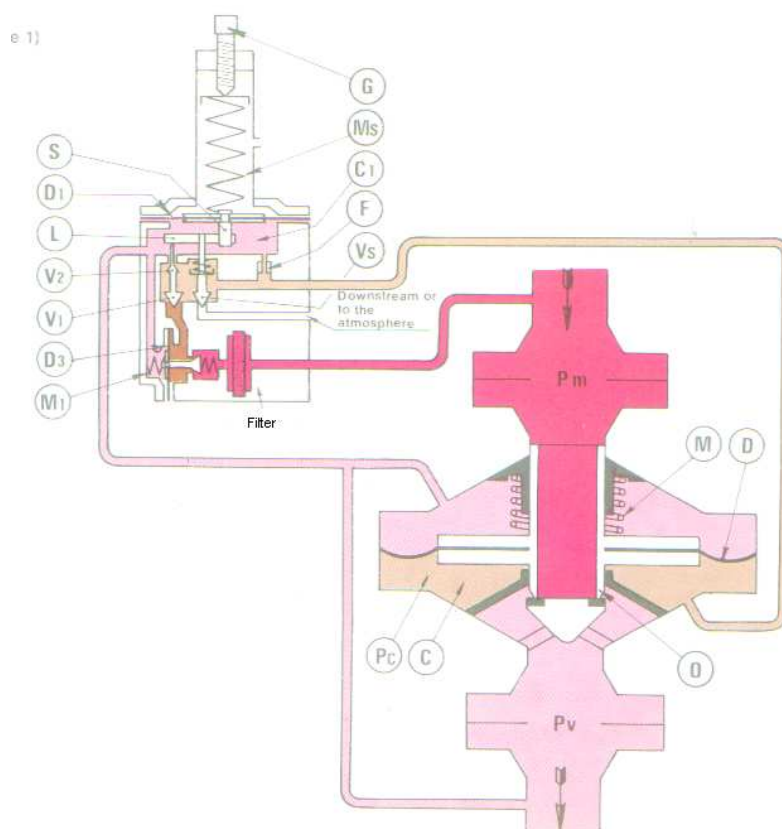 e 1)
G
Ms
S
C1
D1
F
L
Vs
V2
Downstream or
to the
atmosphere
V1
Pm
D3
M1
Filter
M
D
Pc
C
O
Pv